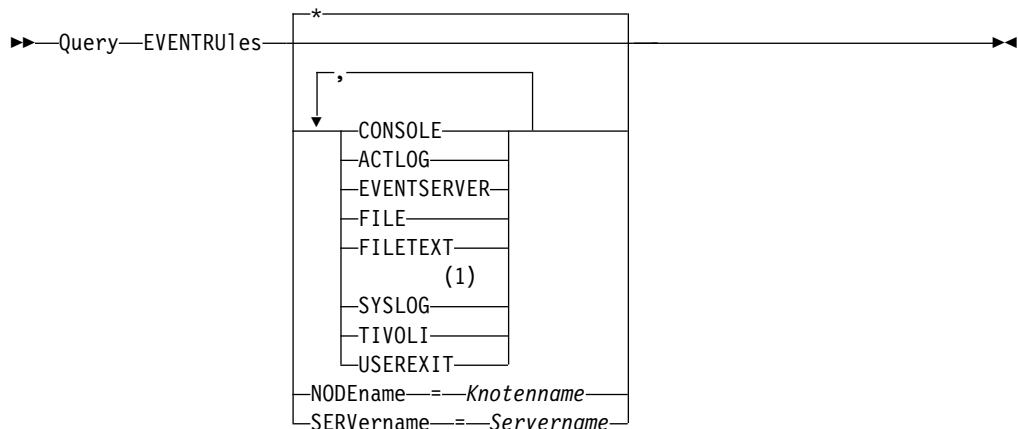 *
Query EVENTRUles
,
CONSOLE
ACTLOG
EVENTSERVER
FILE
FILETEXT
(1)
SYSLOG
TIVOLI
USEREXIT
NODEname = Knotenname
SERVername = Servername